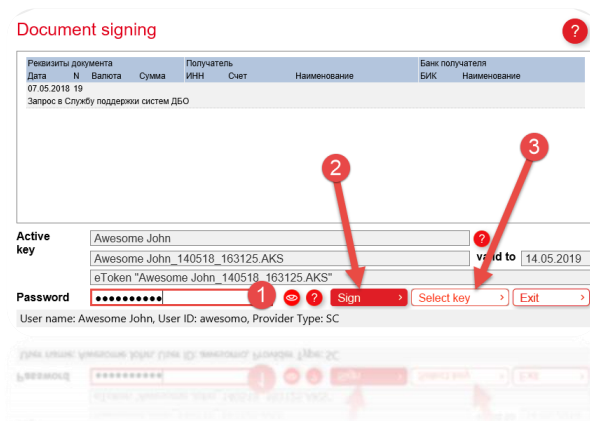 Document signing
?
Реквизиты документа Получатель Банк получателя
Дата N Валюта Сумма ИНН Счет Наименование БИК Наименование
07.05.2018 19
Запрос в Службу поддержки систем ДБО
2
3
Active key
Awesome John
?
Awesome John_140518_163125.AKS valid to 14.05.2019
eToken "Awesome John_140518_163125.AKS"
Password 1 ? Sign Select key Exit
User name: Awesome John, User ID: awesomo, Provider Type: SC